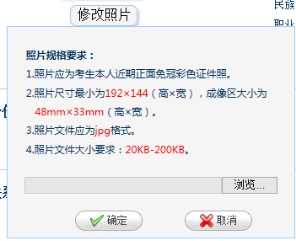 修改照片
民族
职业
照片规格要求：
1.照片应为考生本人近期正面免冠彩色证件照。
2.照片尺寸最小为192×144（高×宽），成像区大小为
48mm×33mm（高×宽）。
3.照片文件应为jpg格式。
4.照片文件大小要求：20KB-200KB。
浏览...
确定
取消